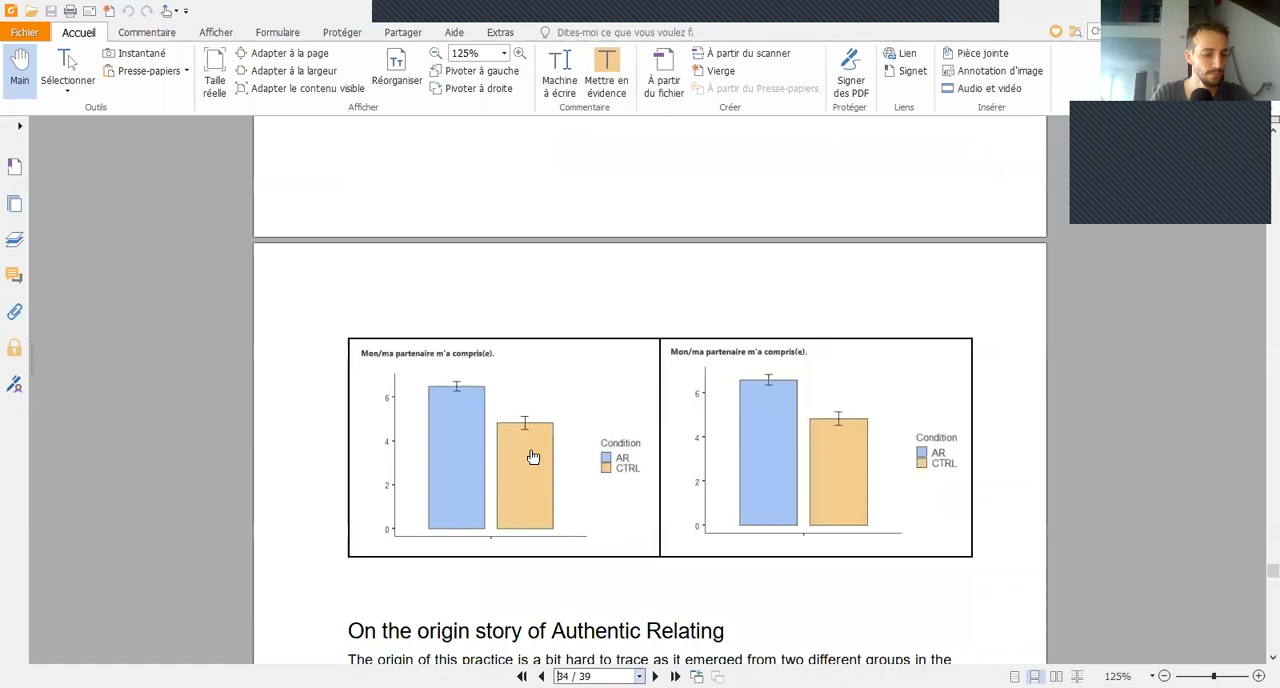 Fichier
Accueil
Commentaire
Afficher
Formulaire
Protéger
Partager
Aide
Extras
Dites-moi ce que vous voulez f
Main
Sélectionner
Instantané
Presse-papiers
Outils
Taille
réelle
Adapter à la page
Adapter à la largeur
Adapter le contenu visible
Réorganiser
125%
Pivoter à gauche
Pivoter à droite
Afficher
Machine
à écrire
Mettre en
évidence
Commentaire
À partir
du fichier
À partir du scanner
Vierge
À partir du Presse-papiers
Créer
Signer
des PDF
Protéger
Lien
Signet
Liens
Pièce jointe
Annotation d'image
Audio et vidéo
Insérer
Mon/ma partenaire m'a compris(e).
6
4
2
0
Condition
AR
CTRL
Mon/ma partenaire m'a compris(e).
6
4
2
0
Condition
AR
CTRL
On the origin story of Authentic Relating
The origin of this practice is a bit hard to trace as it emerged from two different groups in the
34 / 39
125%